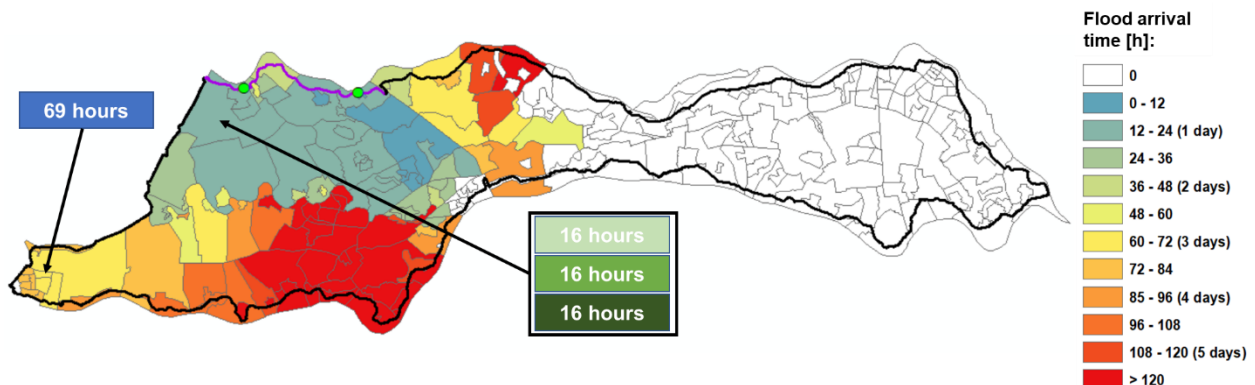 69 hours
16 hours
16 hours
16 hours
Flood arrival
time [h]:
0
0 - 12
12 - 24 (1 day)
24 - 36
36 - 48 (2 days)
48 - 60
60 - 72 (3 days)
72 - 84
85 - 96 (4 days)
96 - 108
108 - 120 (5 days)
> 120